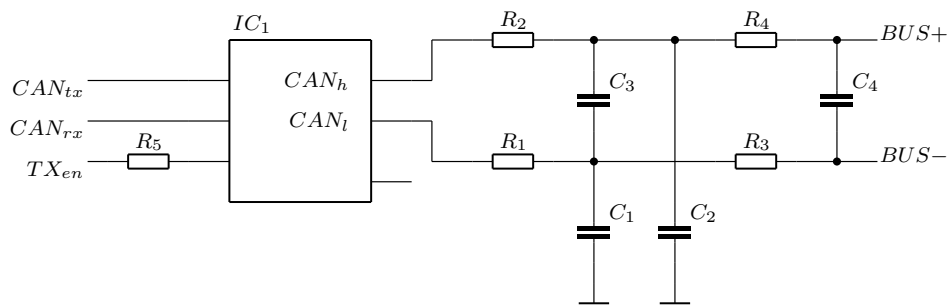 IC1
R2
R4
BUS+
CANtx
CANh
C3
C4
CANrx
CANl
R5
R1
R3
BUS−
TXen
C1
C2